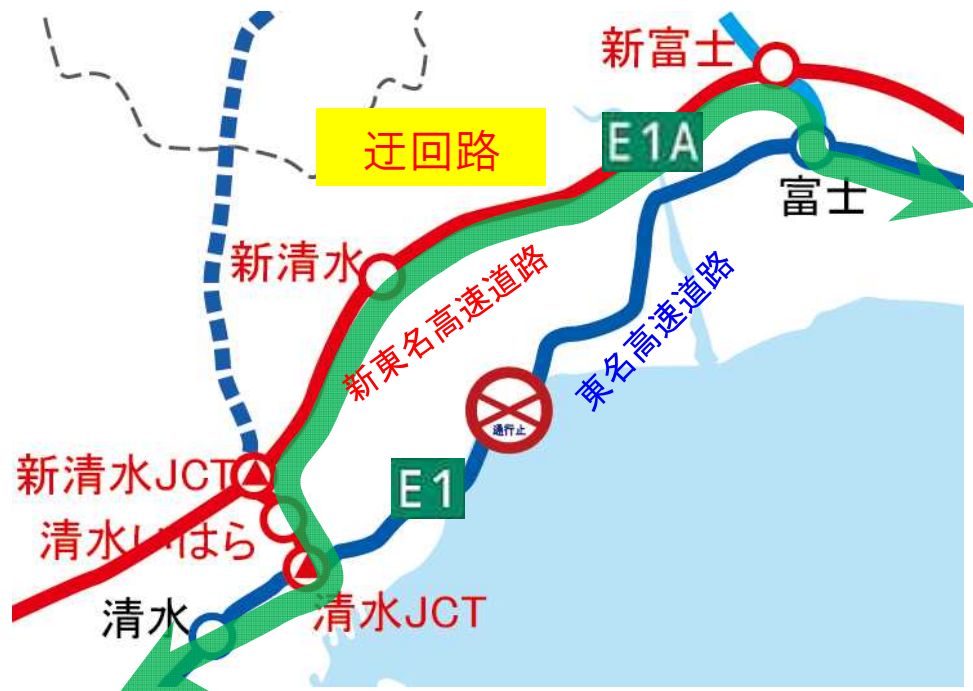 新富士
E1A
迂回路
富士
新清水
新東名高速道路
東名高速道路
通行止
新清水JCT
E1
清水いはら
清水JCT
清水